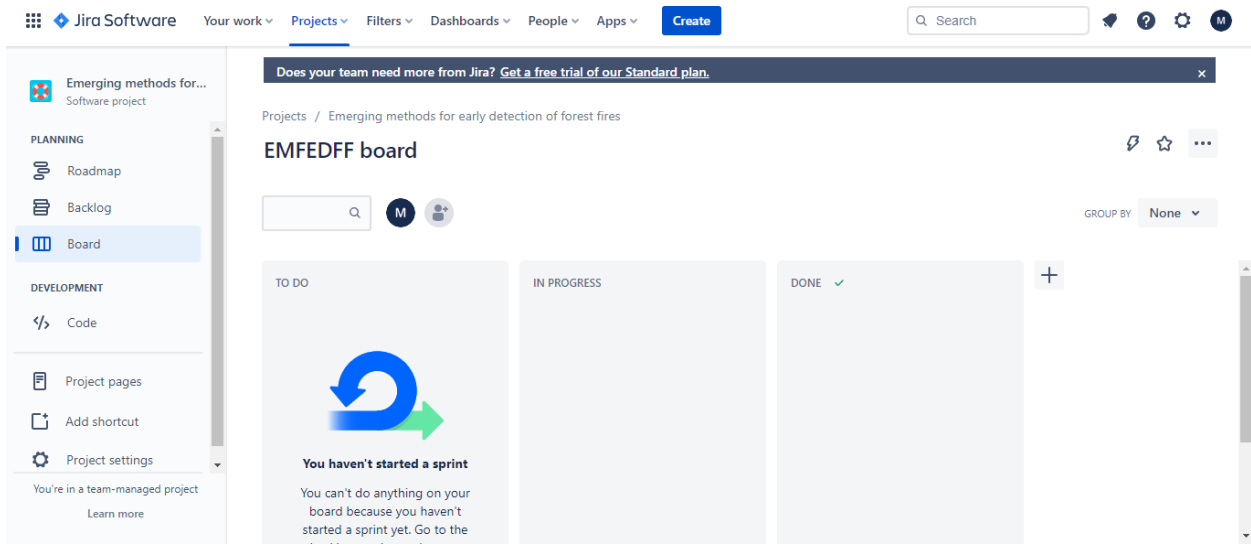 Jira Software Your work Projects Filters Dashboards People Apps Create Search M
Does your team need more from Jira? Get a free trial of our Standard plan.
Emerging methods for...
Software project
PLANNING
Roadmap
Backlog
Board
DEVELOPMENT
Code
Project pages
Add shortcut
Project settings
You're in a team-managed project
Learn more
Projects / Emerging methods for early detection of forest fires
EMFEDFF board
M
GROUP BY None
TO DO
IN PROGRESS
DONE
You haven't started a sprint
You can't do anything on your
board because you haven't
started a sprint yet. Go to the